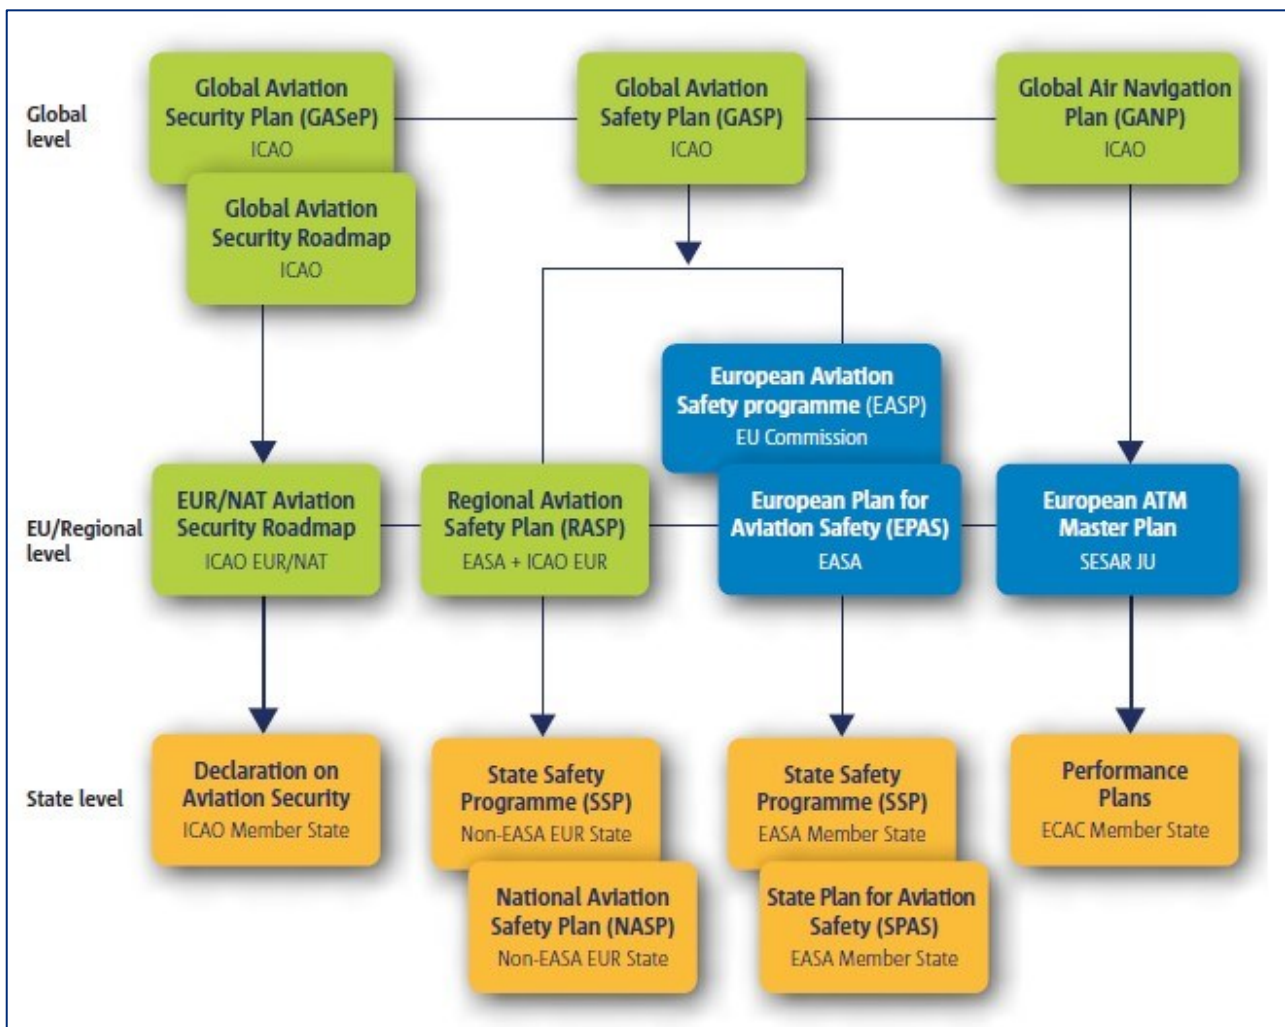 Global
level
Global Aviation
Security Plan (GASeP)
ICAO
Global Aviation
Safety Plan (GASP)
ICAO
Global Air Navigation
Plan (GANP)
ICAO
Global Aviation
Security Roadmap
ICAO
European Aviation
Safety programme (EASP)
EU Commission
EU/Regional
level
EUR/NAT Aviation
Security Roadmap
ICAO EUR/NAT
Regional Aviation
Safety Plan (RASP)
EASA + ICAO EUR
European Plan for
Aviation Safety (EPAS)
EASA
European ATM
Master Plan
SESAR JU
State level
Declaration on
Aviation Security
ICAO Member State
State Safety
Programme (SSP)
Non-EASA EUR State
State Safety
Programme (SSP)
EASA Member State
Performance
Plans
ECAC Member State
National Aviation
Safety Plan (NASP)
Non-EASA EUR State
State Plan for Aviation
Safety (SPAS)
EASA Member State